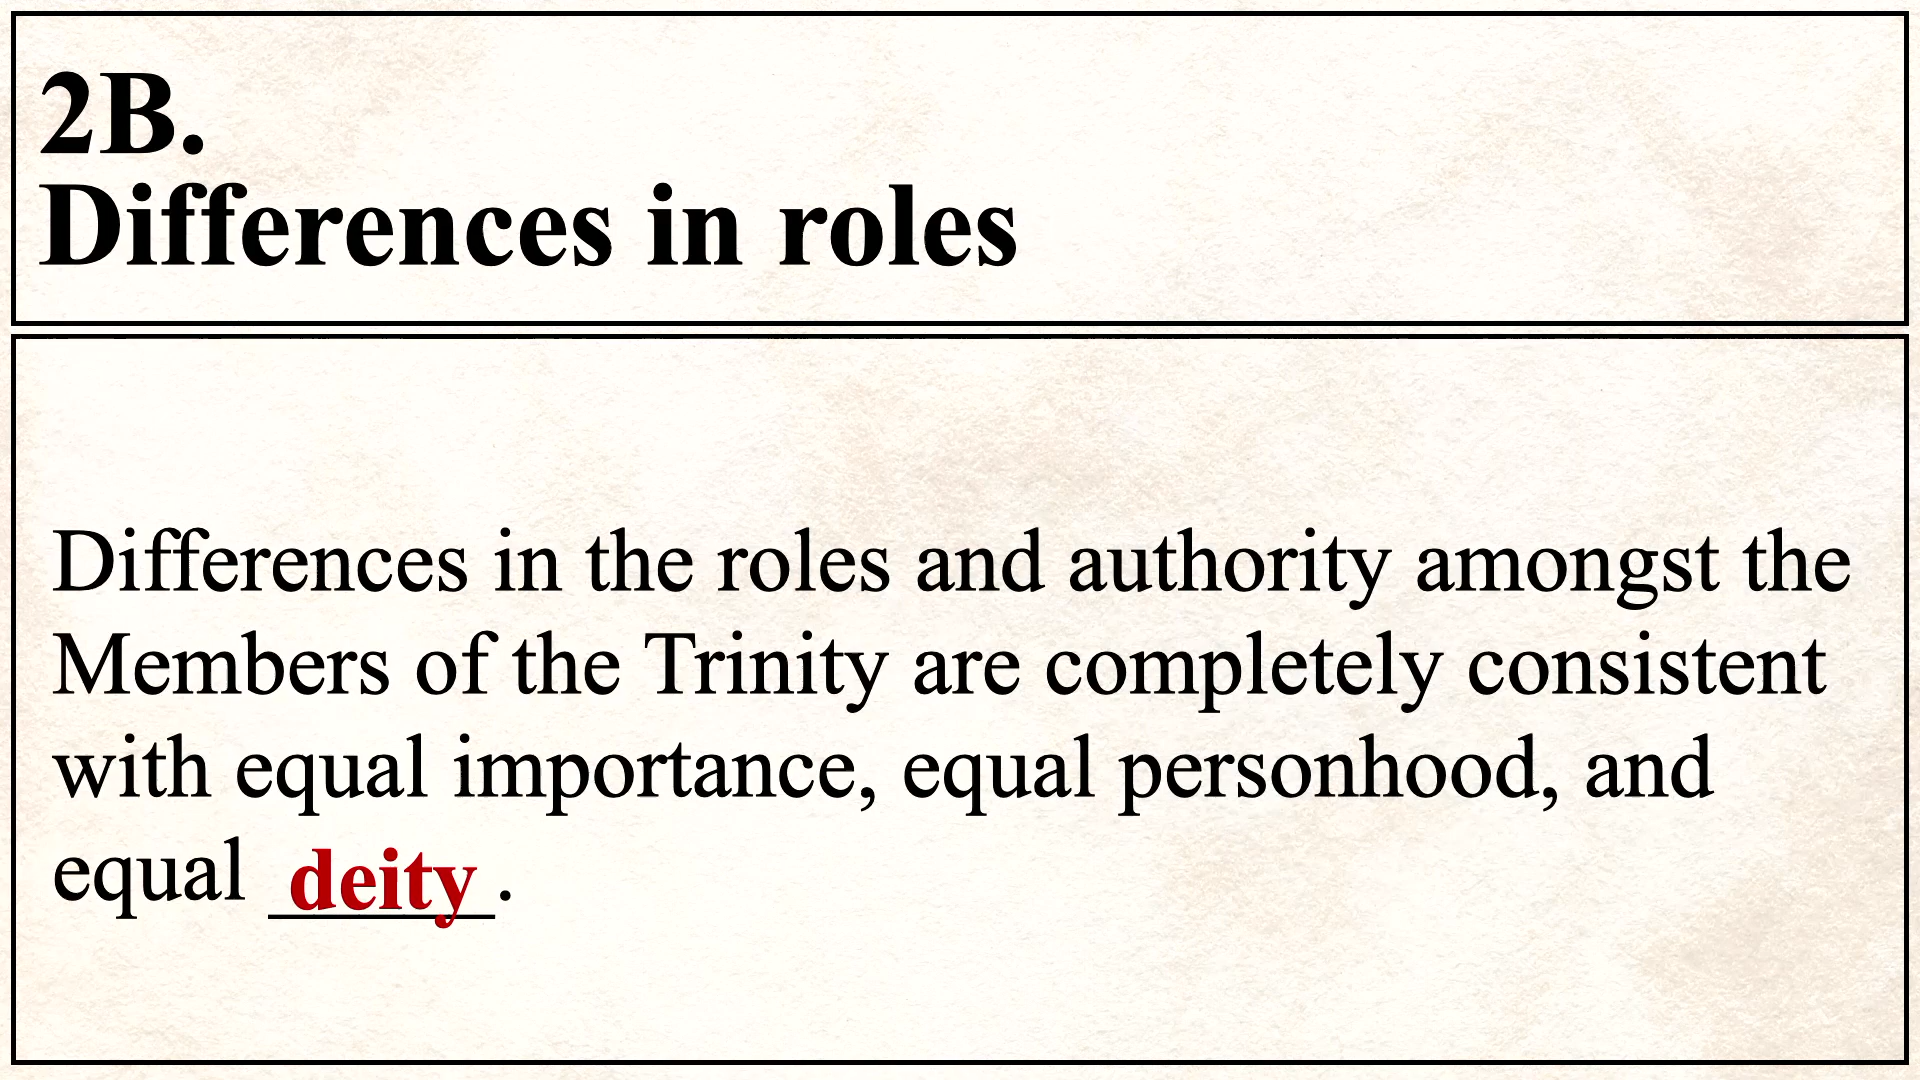 2B.
Differences in roles
Differences in the roles and authority amongst the
Members of the Trinity are completely consistent
with equal importance, equal personhood, and
equal deity.